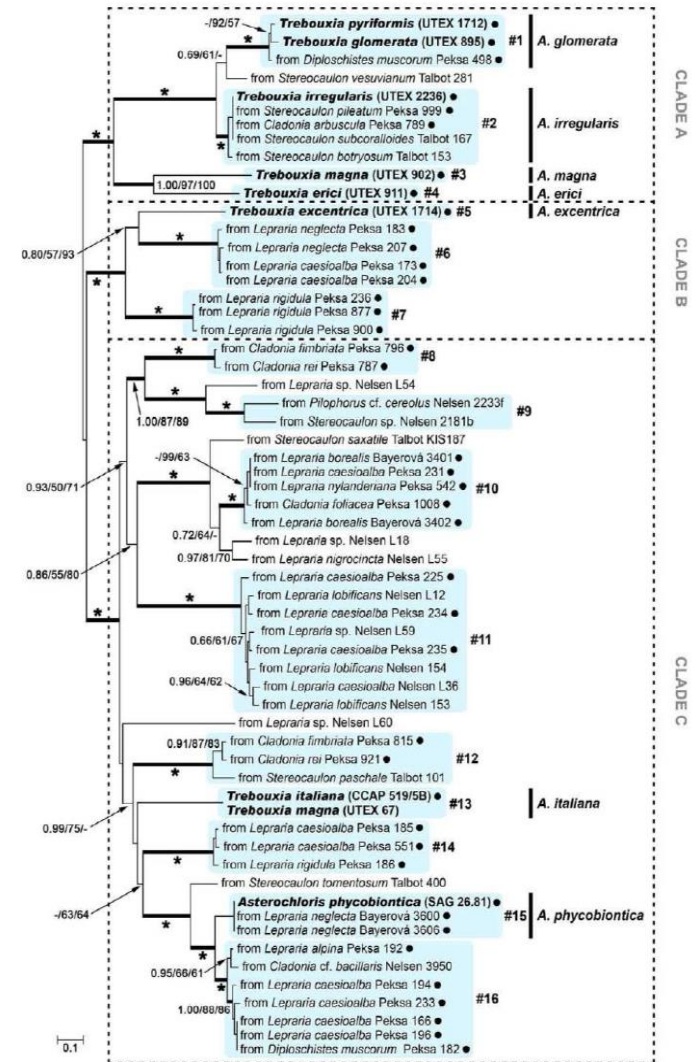 -/92/57
Trebouxia pyriformis (UTEX 1712)
Trebouxia glomerata (UTEX 895)
from Diploschistes muscorum Peksa 498
#1
A. glomerata
0.69/61/-
*
from Stereocaulon vesuvianum Talbot 281
*
Trebouxia irregularis (UTEX 2236)
from Stereocaulon pileatum Peksa 999
from Cladonia arbuscula Peksa 789
from Stereocaulon subcoralloides Talbot 167
from Stereocaulon botryosum Talbot 153
#2
A. irregularis
*
*
Trebouxia magna (UTEX 902) #3
A. magna
1.00/97/100
Trebouxia erici (UTEX 911) #4
A. erici
CLADE A
Trebouxia excentrica (UTEX 1714) #5
A. excentrica
from Lepraria neglecta Peksa 183
from Lepraria neglecta Peksa 207
from Lepraria caesioalba Peksa 173
from Lepraria caesioalba Peksa 204
#6
*
0.80/57/93
*
from Lepraria rigidula Peksa 236
from Lepraria rigidula Peksa 877
from Lepraria rigidula Peksa 900
#7
*
CLADE B
from Cladonia fimbriata Peksa 796
from Cladonia rei Peksa 787
#8
*
from Lepraria sp. Nelsen L54
*
*
from Pilophorus cf. cereolus Nelsen 2233f
from Stereocaulon sp. Nelsen 2181b
#9
1.00/87/89
from Stereocaulon saxatile Talbot KIS187
-/99/63
from Lepraria borealis Bayerová 3401
from Lepraria caesioalba Peksa 231
from Lepraria nylanderiana Peksa 542
from Cladonia foliacea Peksa 1008
from Lepraria borealis Bayerová 3402
#10
*
*
0.93/50/71
0.72/64/-
from Lepraria sp. Nelsen L18
0.97/81/70
from Lepraria nigrocincta Nelsen L55
0.86/55/80
from Lepraria caesioalba Peksa 225
from Lepraria lobificans Nelsen L12
from Lepraria caesioalba Peksa 234
from Lepraria sp. Nelsen L59
from Lepraria caesioalba Peksa 235
from Lepraria lobificans Nelsen 154
from Lepraria caesioalba Nelsen L36
from Lepraria lobificans Nelsen 153
#11
*
*
0.66/61/67
0.96/64/62
CLADE C
from Lepraria sp. Nelsen L60
0.91/87/83
from Cladonia fimbriata Peksa 815
from Cladonia rei Peksa 921
from Stereocaulon paschale Talbot 101
#12
*
Trebouxia italiana (CCAP 519/5B)
Trebouxia magna (UTEX 67)
#13
A. italiana
0.99/75/-
from Lepraria caesioalba Peksa 185
from Lepraria caesioalba Peksa 551
from Lepraria rigidula Peksa 186
#14
*
from Stereocaulon tomentosum Talbot 400
-/63/64
*
Asterochloris phycobiontica (SAG 26.81)
from Lepraria neglecta Bayerová 3600
from Lepraria neglecta Bayerová 3606
#15
A. phycobiontica
*
from Lepraria alpina Peksa 192
0.95/66/61
from Cladonia cf. bacillaris Nelsen 3950
*
from Lepraria caesioalba Peksa 194
from Lepraria caesioalba Peksa 233
#16
1.00/88/86
from Lepraria caesioalba Peksa 166
from Lepraria caesioalba Peksa 196
from Diploschistes muscorum Peksa 182
0.1